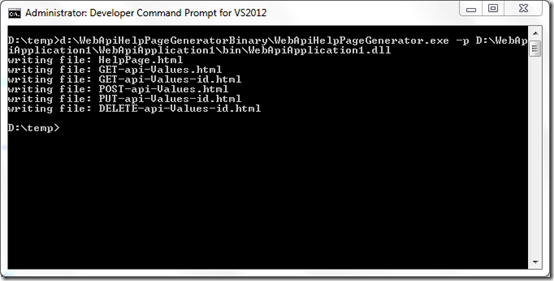 Administrator: Developer Command Prompt for VS2012
D:\temp>d:\WebApiHelpPageGeneratorBinary\WebApiHelpPageGenerator.exe -p D:\WebAp
iApplication1\WebApiApplication1\bin\WebApiApplication1.dll
writing file: HelpPage.html
writing file: GET-api-Values.html
writing file: GET-api-Values-id.html
writing file: POST-api-Values.html
writing file: PUT-api-Values-id.html
writing file: DELETE-api-Values-id.html
D:\temp>